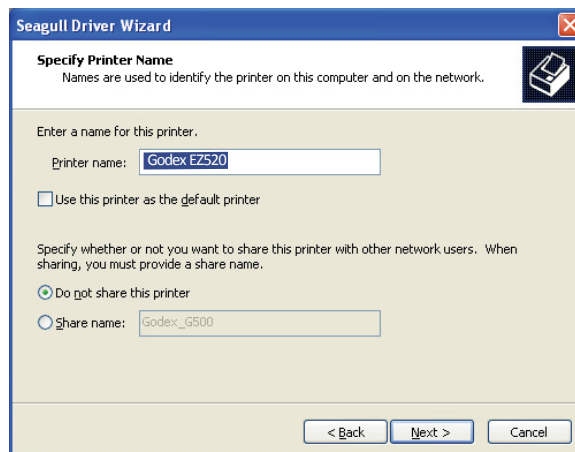 Seagull Driver Wizard
Specify Printer Name
Names are used to identify the printer on this computer and on the network.
Enter a name for this printer.
Printer name: Godex EZ520
Use this printer as the default printer
Specify whether or not you want to share this printer with other network users. When
sharing, you must provide a share name.
Do not share this printer
Share name: Godex_G500
< Back Next > Cancel